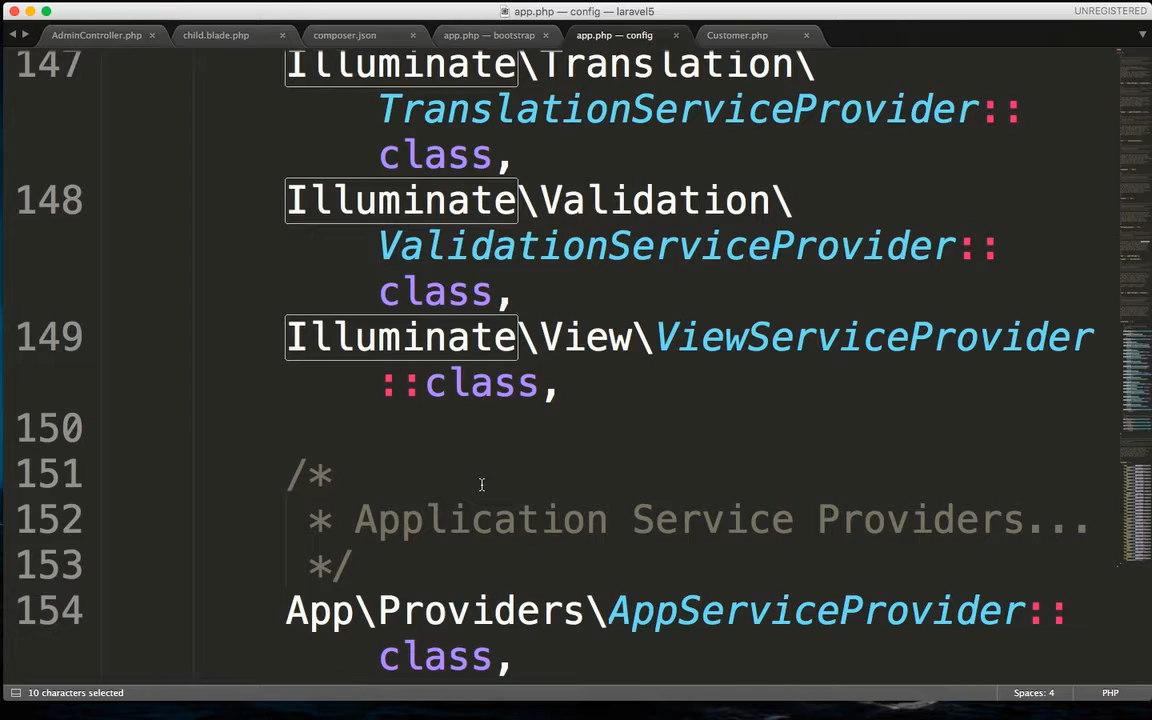 app.php — config — laravel5
UNREGISTERED
AdminController.php × child.blade.php × composer.json × app.php — bootstrap × app.php — config × Customer.php ×
147 Illuminate\Translation\
TranslationServiceProvider::
class,
148 Illuminate\Validation\
ValidationServiceProvider::
class,
149 Illuminate\View\ViewServiceProvider
::class,
150
151 /*
152 * Application Service Providers...
153 */
154 App\Providers\AppServiceProvider::
class,
10 characters selected
Spaces: 4
PHP